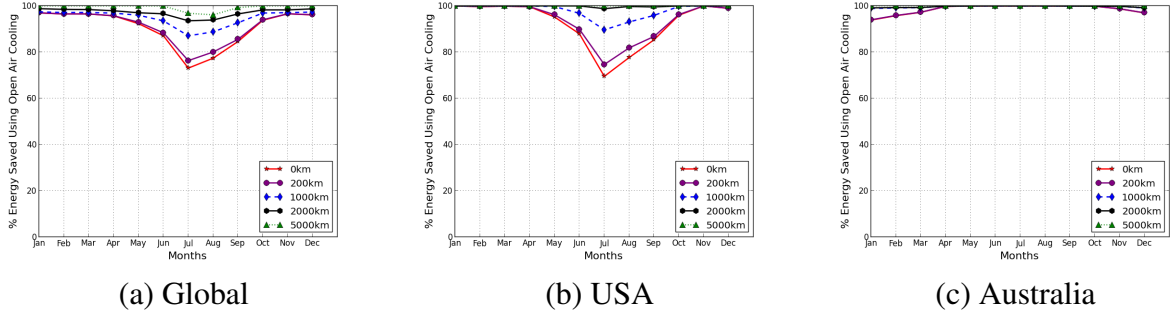 % Energy Saved Using Open Air Cooling
100
80
60
40
20
0
Jan Feb Mar Apr May Jun Jul Aug Sep Oct Nov Dec
Months
0km
200km
1000km
2000km
5000km
(a) Global
% Energy Saved Using Open Air Cooling
100
80
60
40
20
0
Jan Feb Mar Apr May Jun Jul Aug Sep Oct Nov Dec
Months
0km
200km
1000km
2000km
5000km
(b) USA
% Energy Saved Using Open Air Cooling
100
80
60
40
20
0
Jan Feb Mar Apr May Jun Jul Aug Sep Oct Nov Dec
Months
0km
200km
1000km
2000km
5000km
(c) Australia